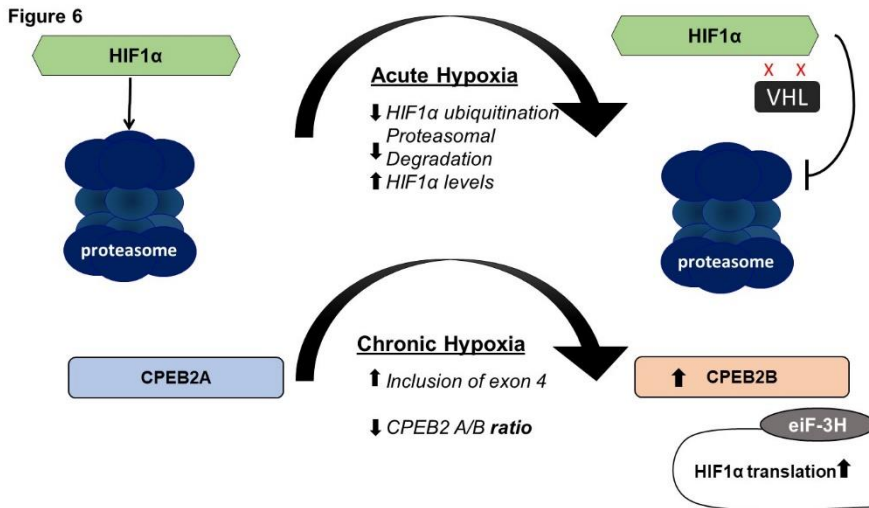 Figure 6
HIF1α
proteasome
Acute Hypoxia
⬇ HIF1α ubiquitination
Proteasomal
⬇ Degradation
⬆ HIF1α levels
HIF1α
X X
VHL
proteasome
CPEB2A
Chronic Hypoxia
⬆ Inclusion of exon 4
⬇ CPEB2 A/B ratio
⬆ CPEB2B
eiF-3H
HIF1α translation⬆